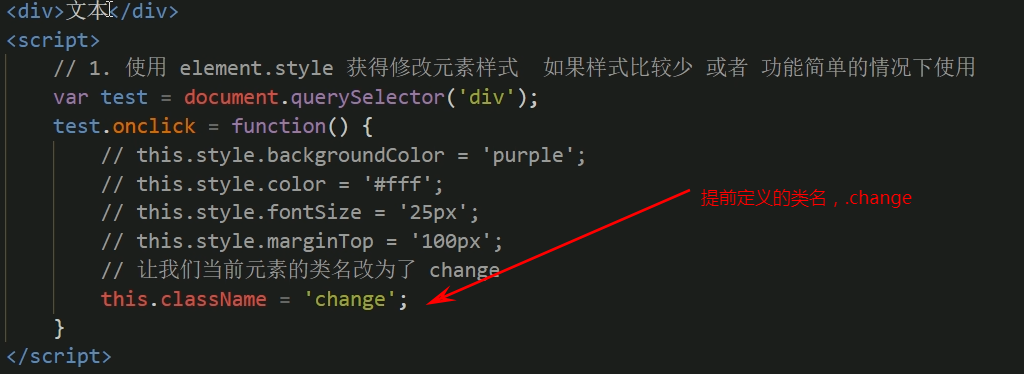 <div>文本</div>
<script>
// 1. 使用 element.style 获得修改元素样式 如果样式比较少 或者 功能简单的情况下使用
var test = document.querySelector('div');
test.onclick = function() {
// this.style.backgroundColor = 'purple';
// this.style.color = '#fff';
提前定义的类名，.change
// this.style.fontSize = '25px';
// this.style.marginTop = '100px';
// 让我们当前元素的类名改为了 change
this.className = 'change';
}
</script>